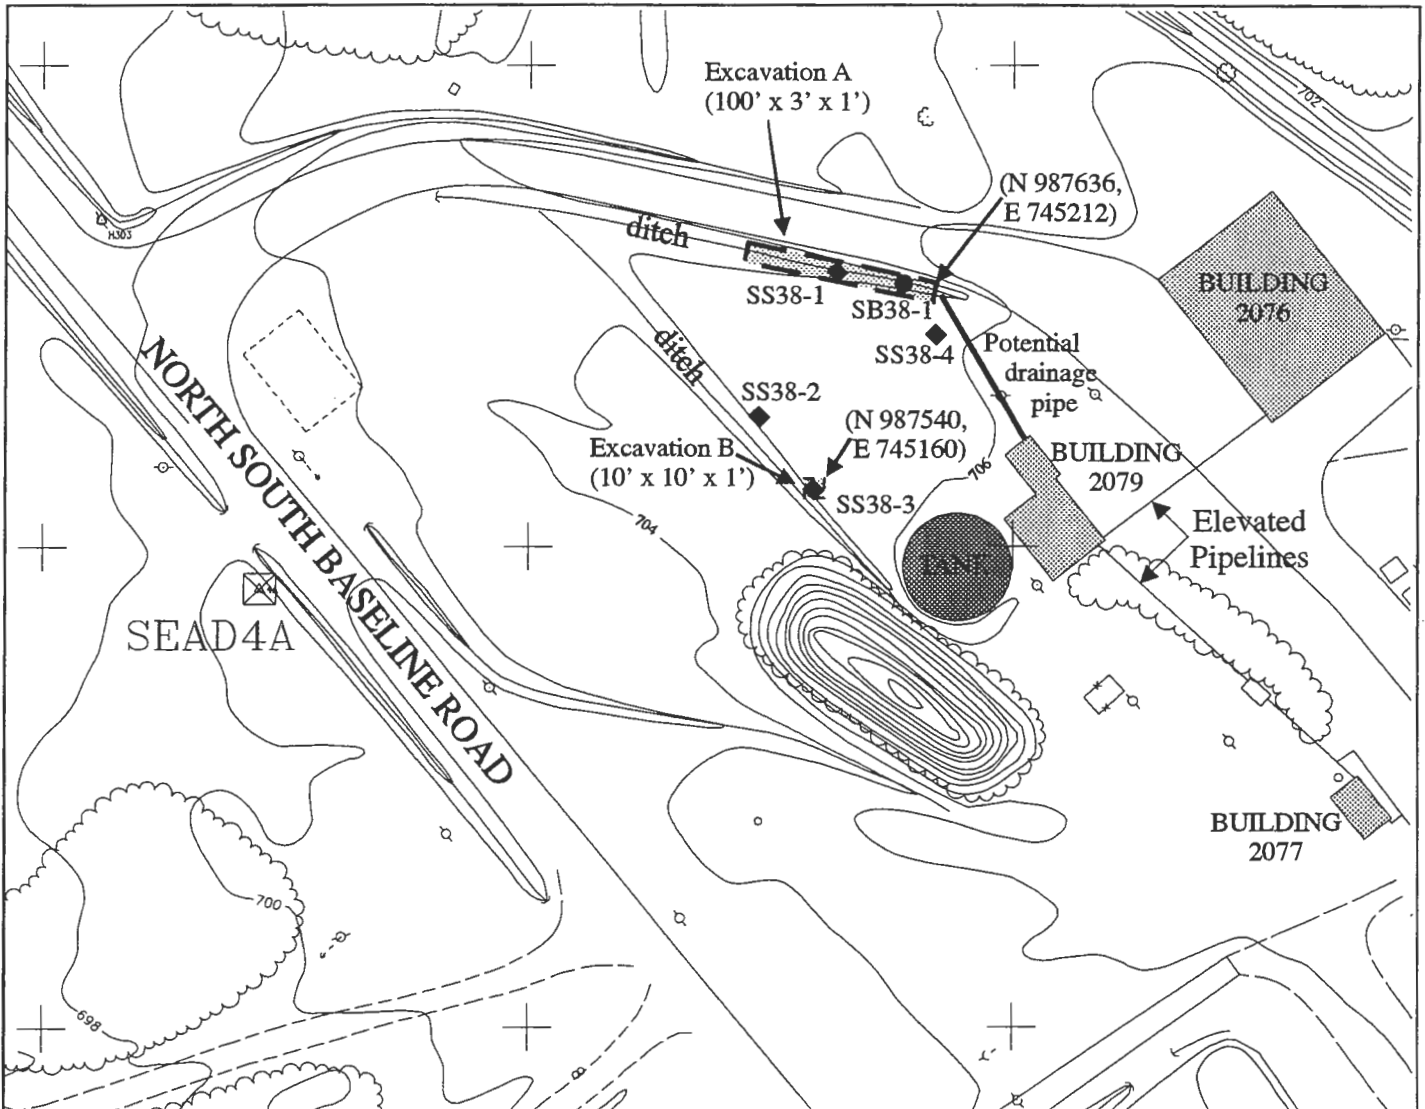 Excavation A
(100' x 3' x 1')
702
(N 987636,
E 745212)
H303
ditch
BUILDING
2076
SS38-1
SB38-1
SS38-4
Potential
drainage
pipe
ditch
SS38-2
(N 987540,
E 745160)
Excavation B
(10' x 10' x 1')
SS38-3
706
BUILDING
2079
704
Elevated
Pipelines
TANK
NORTH SOUTH BASELINE ROAD
SEAD4A
BUILDING
2077
700
698